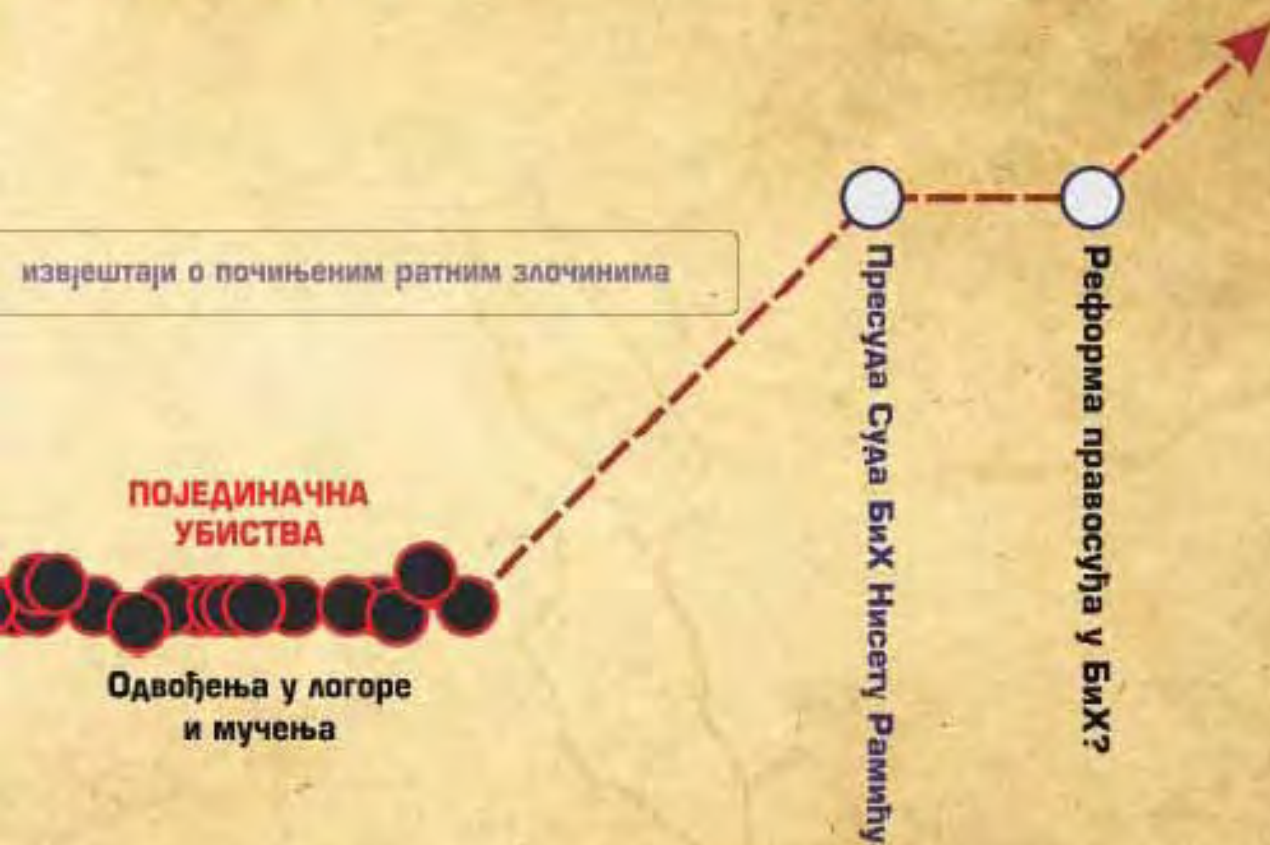 извјештаји о почињеним ратним злочинима
ПОЈЕДИНАЧНА
УБИСТВА
Одвођења у логоре
и мучења
Пресуда Суда БиХ Нисету Рамићу
Реформа правосуђа у БиХ?